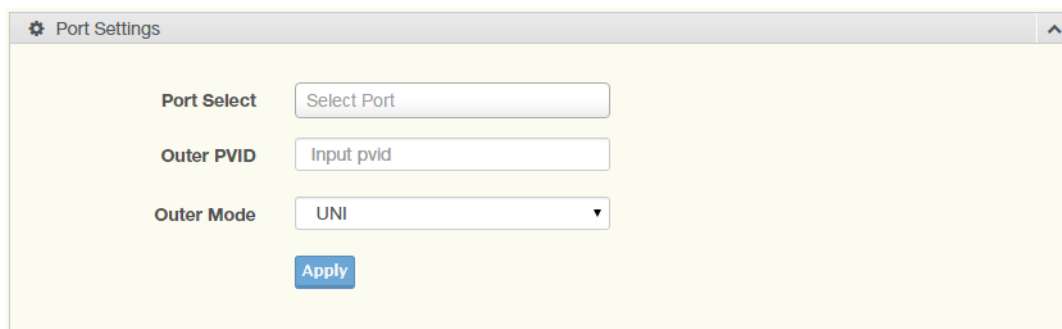 Port Settings
Port Select Select Port
Outer PVID Input pvid
Outer Mode UNI
Apply